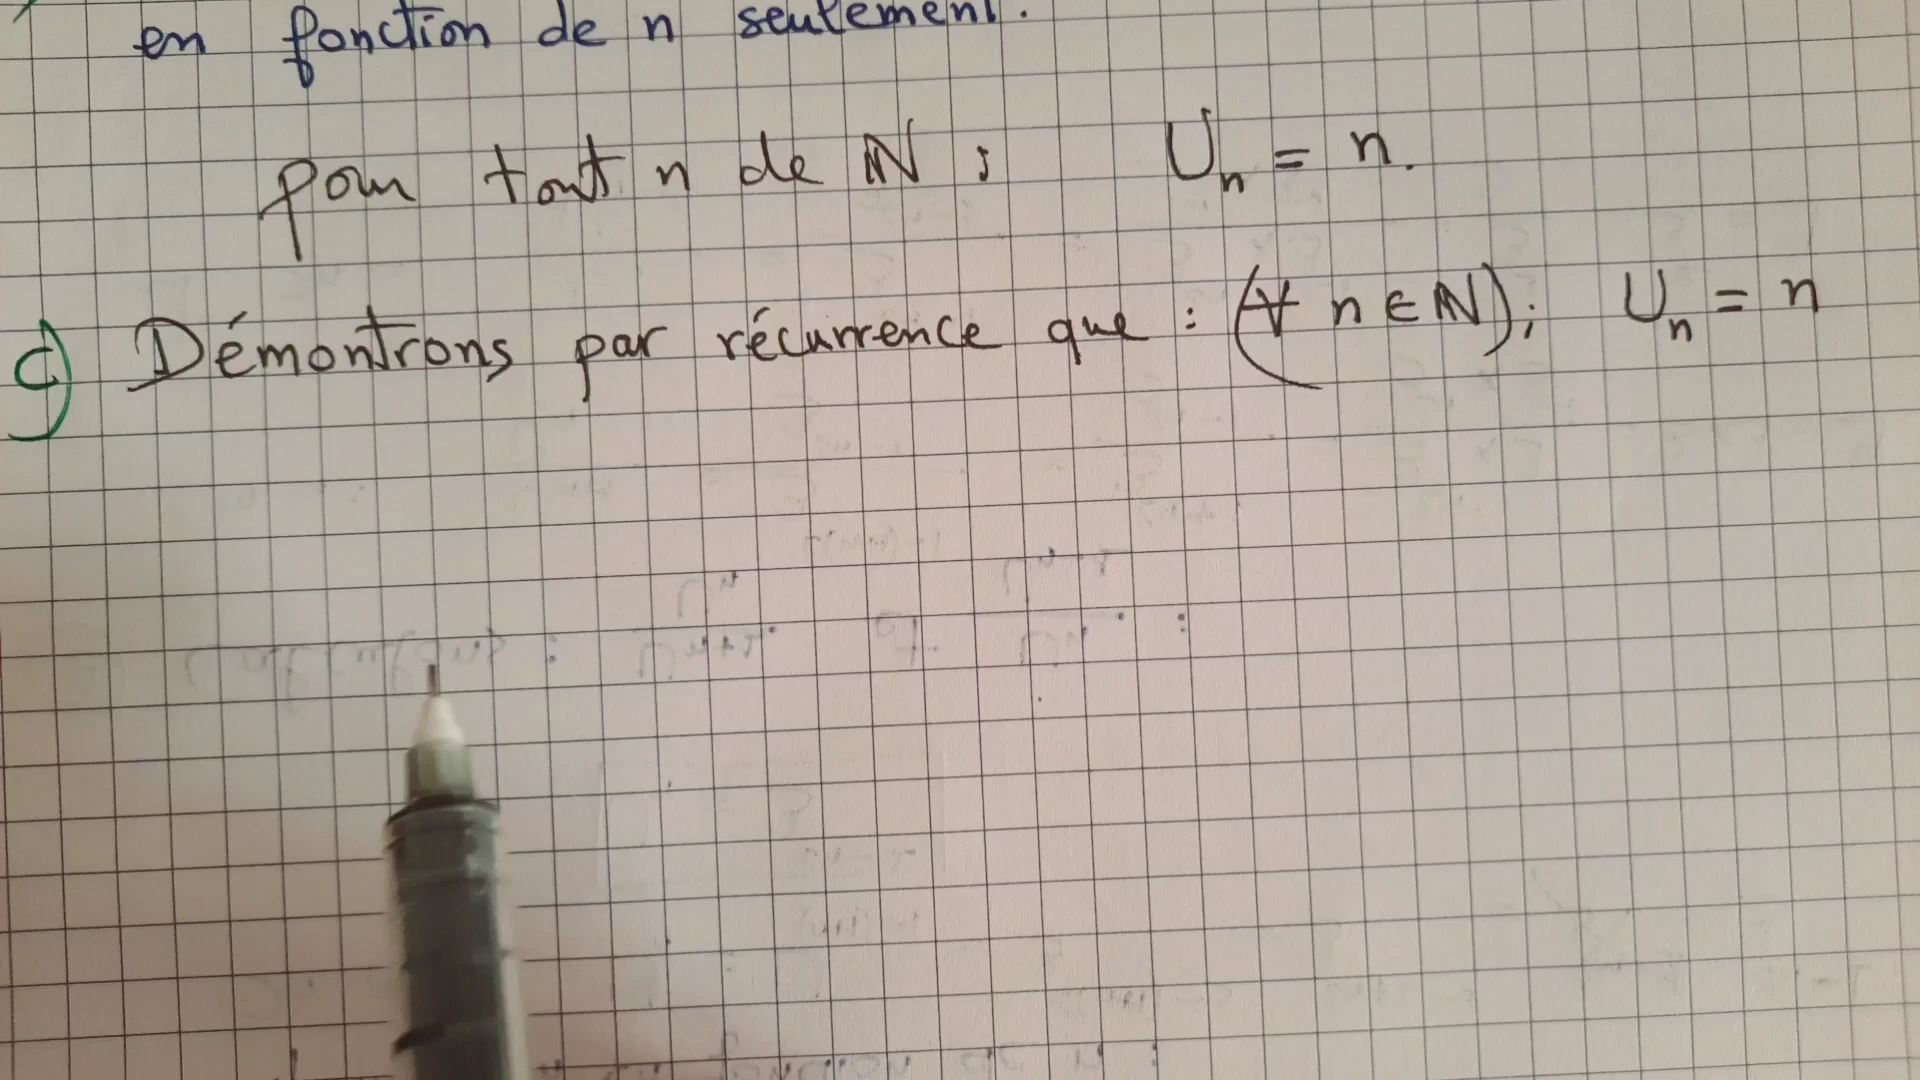 en fonction de n seulement.
pour tout n de ℕ ; Uₙ = n.
c) Démontrons par récurrence que : (∀ n ∈ ℕ); Uₙ = n